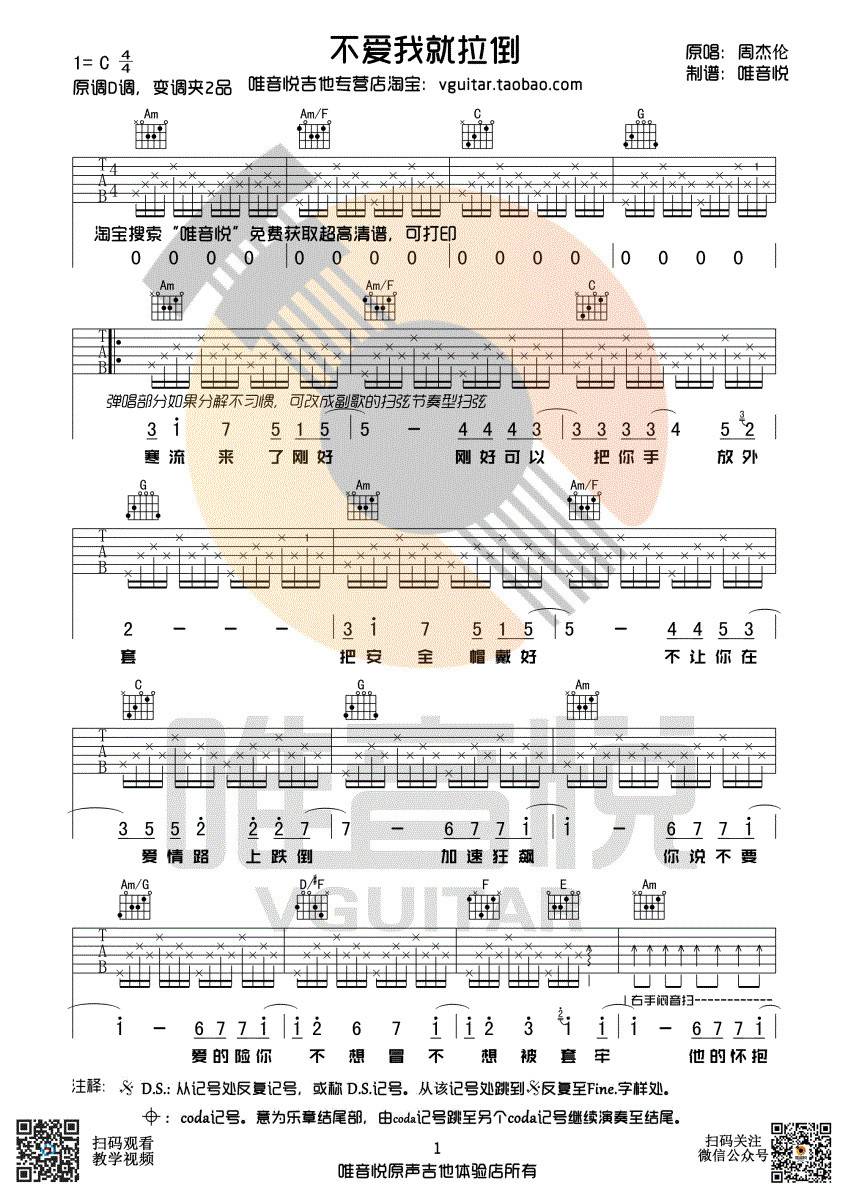 不爱我就拉倒
1= C 4/4
原唱：周杰伦
原调D调，变调夹2品
唯音悦吉他专营店淘宝：vguitar.taobao.com
制谱：唯音悦
Am Am/F C G
T A B 4 4 1
淘宝搜索“唯音悦”免费获取超高清谱，可打印
0 0 0 0 0 0 0 0 0 0 0 0 0 0 0 0
Am Am/F C
T A B
弹唱部分如果分解不习惯，可改成副歌的扫弦节奏型扫弦
3 i 7 5 1 5 5 − 4 4 4 3 3 3 3 3 4 5 3 2
寒流 来 了刚好 刚好可以 把你手 放外
G Am Am/F
T A B 1
2 − − − 3 i 7 5 1 5 5 − 4 4 5 3
套 把安 全 帽戴好 不让你在
C G Am
T A B
3 5 5 2 2 2 7 7 − 6 7 7 i i − 6 7 7 i
爱情路 上跌倒 加速狂飙 你说不要
唯音悦
VGUITAR
Am/G D/#F F E Am
T A B
右手闷音扫
i − 6 7 7 i i 2 6 7 i 2 3 2 i i i − 6 7 7 i
爱的险你 不想冒不 想被套牢 他的怀抱
注释： D.S.：从记号处反复记号，或称 D.S.记号。从该记号处跳到 反复至Fine.字样处。
：coda记号。意为乐章结尾部，由coda记号跳至另个coda记号继续演奏至结尾。
扫码观看
教学视频
1
唯音悦原声吉他体验店所有
扫码关注
微信公众号